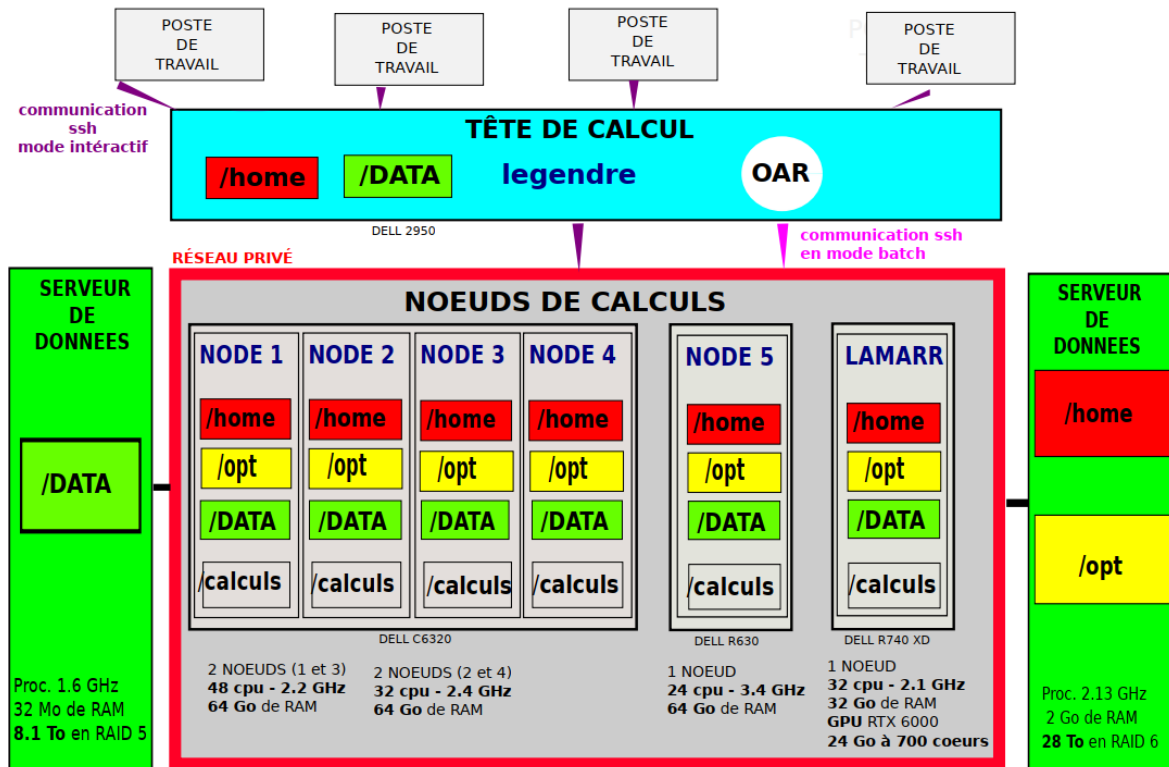 POSTE
DE
TRAVAIL
POSTE
DE
TRAVAIL
POSTE
DE
TRAVAIL
POSTE
DE
TRAVAIL
communication
ssh
mode intéractif
TÊTE DE CALCUL
/home
/DATA
legendre
OAR
DELL 2950
communication ssh
en mode batch
RÉSEAU PRIVÉ
SERVEUR
DE
DONNEES
/DATA
Proc. 1.6 GHz
32 Mo de RAM
8.1 To en RAID 5
NOEUDS DE CALCULS
NODE 1
/home
/opt
/DATA
/calculs
NODE 2
/home
/opt
/DATA
/calculs
NODE 3
/home
/opt
/DATA
/calculs
NODE 4
/home
/opt
/DATA
/calculs
DELL C6320
2 NOEUDS (1 et 3)
48 cpu - 2.2 GHz
64 Go de RAM
2 NOEUDS (2 et 4)
32 cpu - 2.4 GHz
64 Go de RAM
NODE 5
/home
/opt
/DATA
/calculs
DELL R630
1 NOEUD
24 cpu - 3.4 GHz
64 Go de RAM
LAMARR
/home
/opt
/DATA
/calculs
DELL R740 XD
1 NOEUD
32 cpu - 2.1 GHz
32 Go de RAM
GPU RTX 6000
24 Go à 700 coeurs
SERVEUR
DE
DONNEES
/home
/opt
Proc. 2.13 GHz
2 Go de RAM
28 To en RAID 6